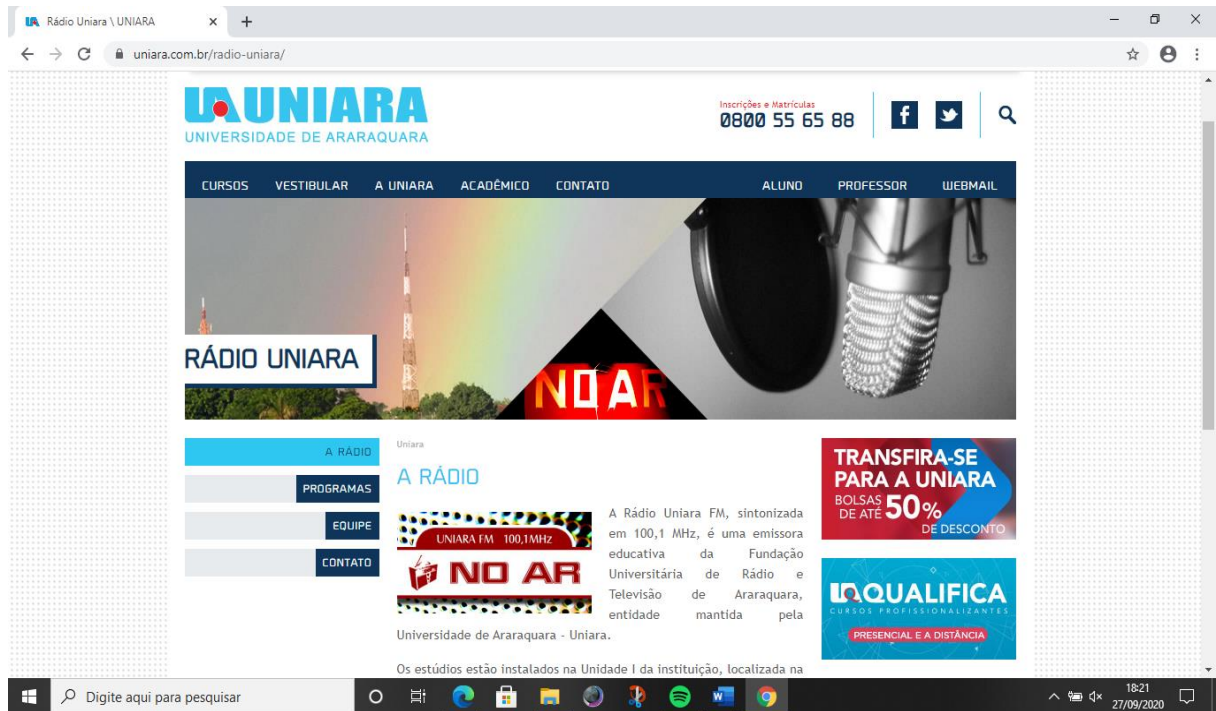 Rádio Uniara \ UNIARA
uniara.com.br/radio-uniara/
UNIARA
UNIVERSIDADE DE ARARAQUARA
Inscrições e Matrículas
0800 55 65 88
CURSOS VESTIBULAR A UNIARA ACADÊMICO CONTATO ALUNO PROFESSOR WEBMAIL
RÁDIO UNIARA
NO AR
A RÁDIO
PROGRAMAS
EQUIPE
CONTATO
Uniara
A RÁDIO
UNIARA FM 100,1MHz
NO AR
A Rádio Uniara FM, sintonizada
em 100,1 MHz, é uma emissora
educativa da Fundação
Universitária de Rádio e
Televisão de Araraquara,
entidade mantida pela
Universidade de Araraquara - Uniara.
Os estúdios estão instalados na Unidade I da instituição, localizada na
TRANSFIRA-SE
PARA A UNIARA
BOLSAS DE ATÉ 50%
DE DESCONTO
UA QUALIFICA
CURSOS PROFISSIONALIZANTES
PRESENCIAL E A DISTÂNCIA
Digite aqui para pesquisar
18:21
27/09/2020